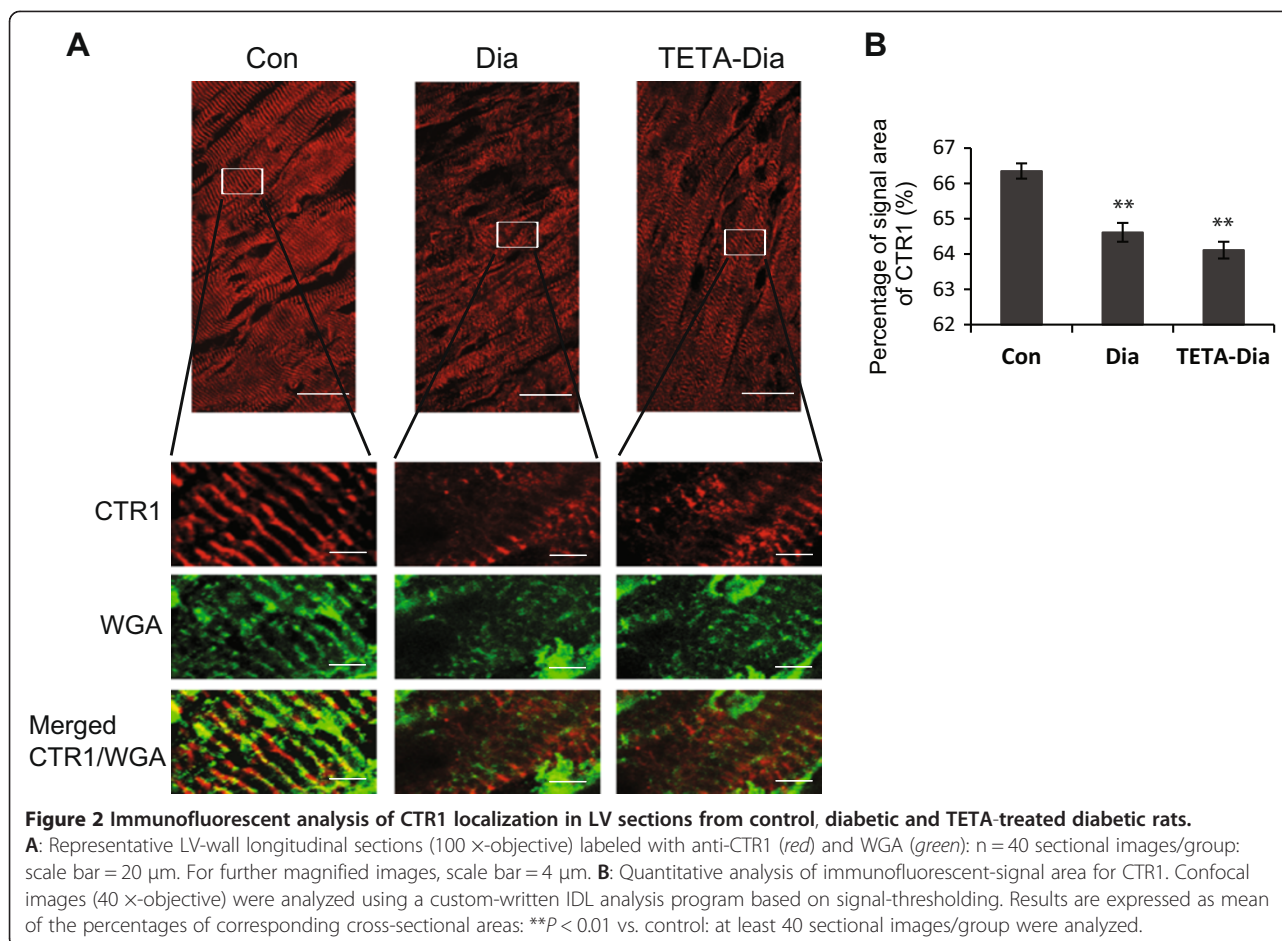 A
Con
Dia
TETA-Dia
CTR1
WGA
Merged
CTR1/WGA
B
Percentage of signal area
of CTR1 (%)
67
66
65
64
63
62
**
**
Con
Dia
TETA-Dia
Figure 2 Immunofluorescent analysis of CTR1 localization in LV sections from control, diabetic and TETA-treated diabetic rats.
A: Representative LV-wall longitudinal sections (100 ×-objective) labeled with anti-CTR1 (red) and WGA (green): n = 40 sectional images/group:
scale bar = 20 μm. For further magnified images, scale bar = 4 μm. B: Quantitative analysis of immunofluorescent-signal area for CTR1. Confocal
images (40 ×-objective) were analyzed using a custom-written IDL analysis program based on signal-thresholding. Results are expressed as mean
of the percentages of corresponding cross-sectional areas: **P < 0.01 vs. control: at least 40 sectional images/group were analyzed.